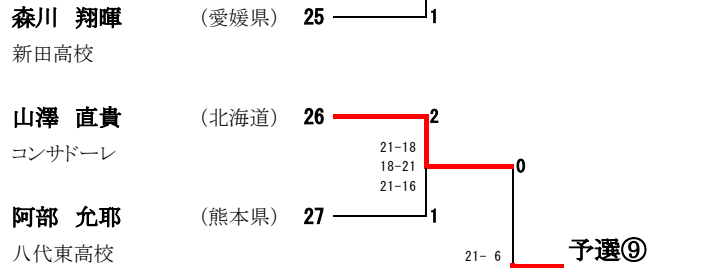 森川　翔暉 （愛媛県） 25 1
新田高校
山澤　直貴 （北海道） 26 2
コンサドーレ
21-18
18-21 0
21-16
阿部　允耶 （熊本県） 27 1
八代東高校
21- 6 予選⑨